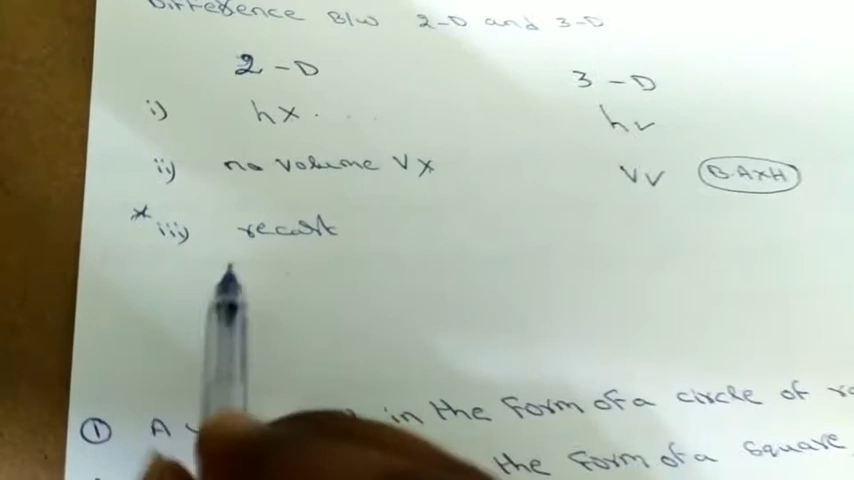 Difference B/w 2-D and 3-D
2-D 3-D
i) h× h✓
ii) no volume V× V✓ B.A×H
*iii) recast
① A in the form of a circle of
the form of a square